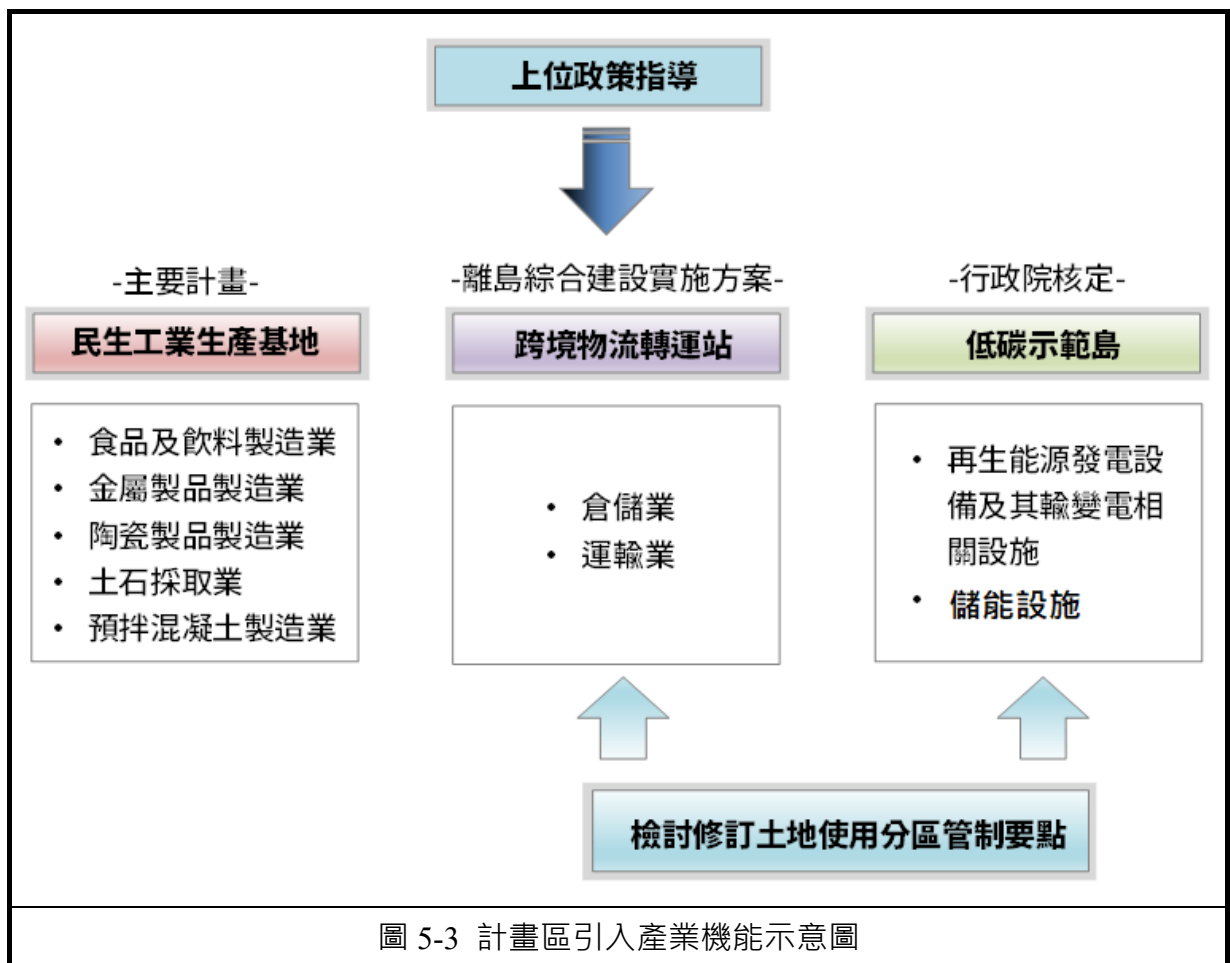 上位政策指導
-主要計畫-
民生工業生產基地
• 食品及飲料製造業
• 金屬製品製造業
• 陶瓷製品製造業
• 土石採取業
• 預拌混凝土製造業
-離島綜合建設實施方案-
跨境物流轉運站
• 倉儲業
• 運輸業
-行政院核定-
低碳示範島
• 再生能源發電設
備及其輸變電相
關設施
• 儲能設施
檢討修訂土地使用分區管制要點
圖 5-3 計畫區引入產業機能示意圖